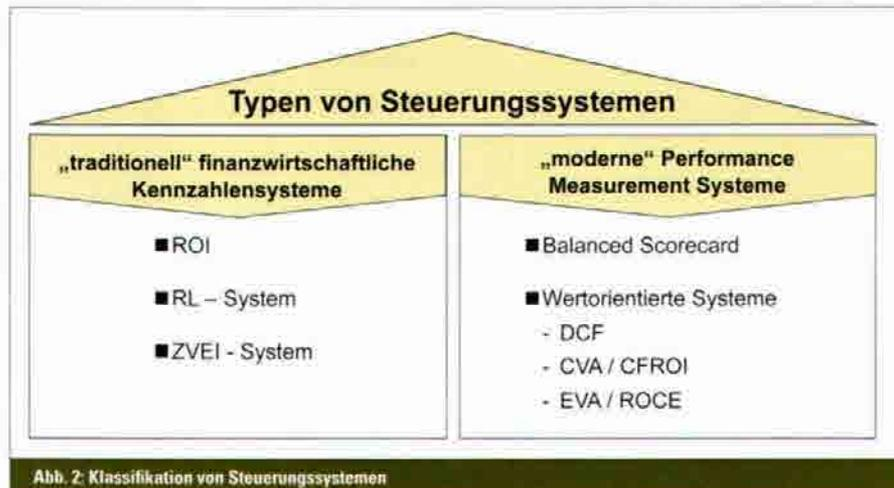 Typen von Steuerungssystemen
„traditionell“ finanzwirtschaftliche
Kennzahlensysteme
■ROI
■RL – System
■ZVEI - System
„moderne“ Performance
Measurement Systeme
■Balanced Scorecard
■Wertorientierte Systeme
- DCF
- CVA / CFROI
- EVA / ROCE
Abb. 2: Klassifikation von Steuerungssystemen